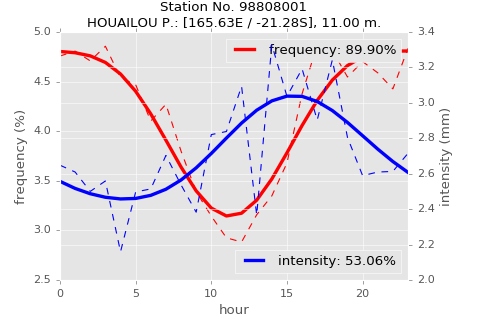 Station No. 98808001
HOUAILOU P.: [165.63E / -21.28S], 11.00 m.
5.0
4.5
4.0
3.5
3.0
2.5
frequency (%)
frequency: 89.90%
intensity: 53.06%
3.4
3.2
3.0
2.8
2.6
2.4
2.2
2.0
intensity (mm)
0 5 10 15 20
hour